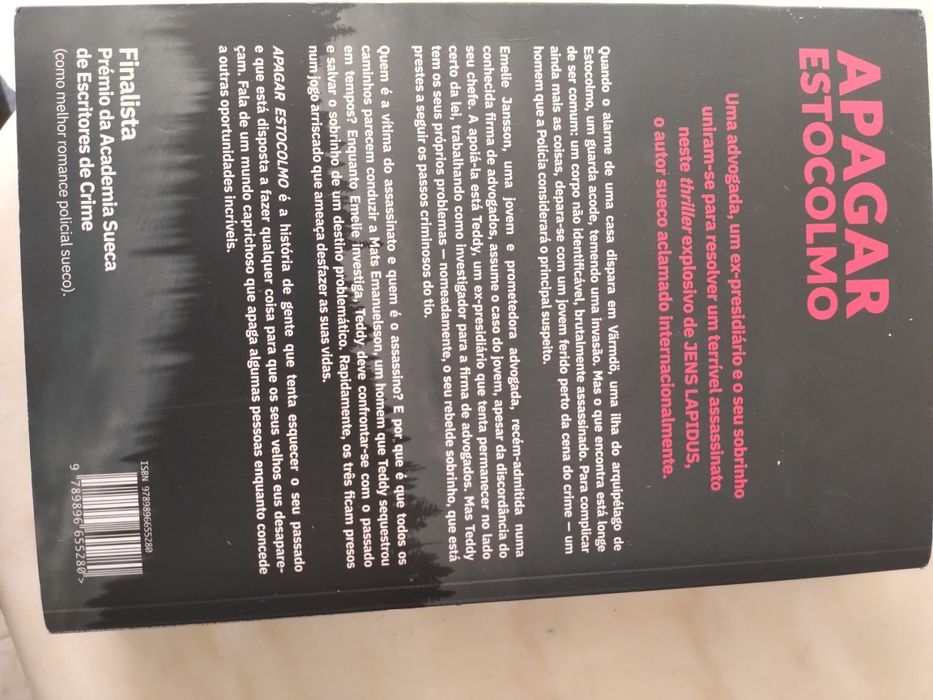 APAGAR
ESTOCOLMO
Uma advogada, um ex-presidiário e o seu sobrinho
uniram-se para resolver um terrível assassinato
neste thriller explosivo de JENS LAPIDUS,
o autor sueco aclamado internacionalmente.
Quando o alarme de uma casa dispara em Värmdö, uma ilha do arquipélago de
Estocolmo, um guarda acode, temendo uma invasão. Mas o que encontra está longe
de ser comum: um corpo não identificável, brutalmente assassinado. Para complicar
ainda mais as coisas, depara-se com um jovem ferido perto da cena do crime — um
homem que a Polícia considerará o principal suspeito.
Emelie Jansson, uma jovem e prometedora advogada, recém-admitida numa
conhecida firma de advogados, assume o caso do jovem, apesar da discordância do
seu chefe. A apoiá-la está Teddy, um ex-presidiário que tenta permanecer no lado
certo da lei, trabalhando como investigador para a firma de advogados. Mas Teddy
tem os seus próprios problemas — nomeadamente, o seu rebelde sobrinho, que está
prestes a seguir os passos criminosos do tio.
Quem é a vítima do assassinato e quem é o assassino? E por que é que todos os
caminhos parecem conduzir a Mats Emanuelsson, um homem que Teddy sequestrou
em tempos? Enquanto Emelie investiga, Teddy deve confrontar-se com o passado
e salvar o sobrinho de um destino problemático. Rapidamente, os três ficam presos
num jogo arriscado que ameaça desfazer as suas vidas.
APAGAR ESTOCOLMO é a história de gente que tenta esquecer o seu passado
e que está disposta a fazer qualquer coisa para que os seus velhos eus desapare-
çam. Fala de um mundo caprichoso que apaga algumas pessoas enquanto concede
a outras oportunidades incríveis.
Finalista
Prémio da Academia Sueca
de Escritores de Crime
(como melhor romance policial sueco).
ISBN 9789896655280
9 789896 655280 >